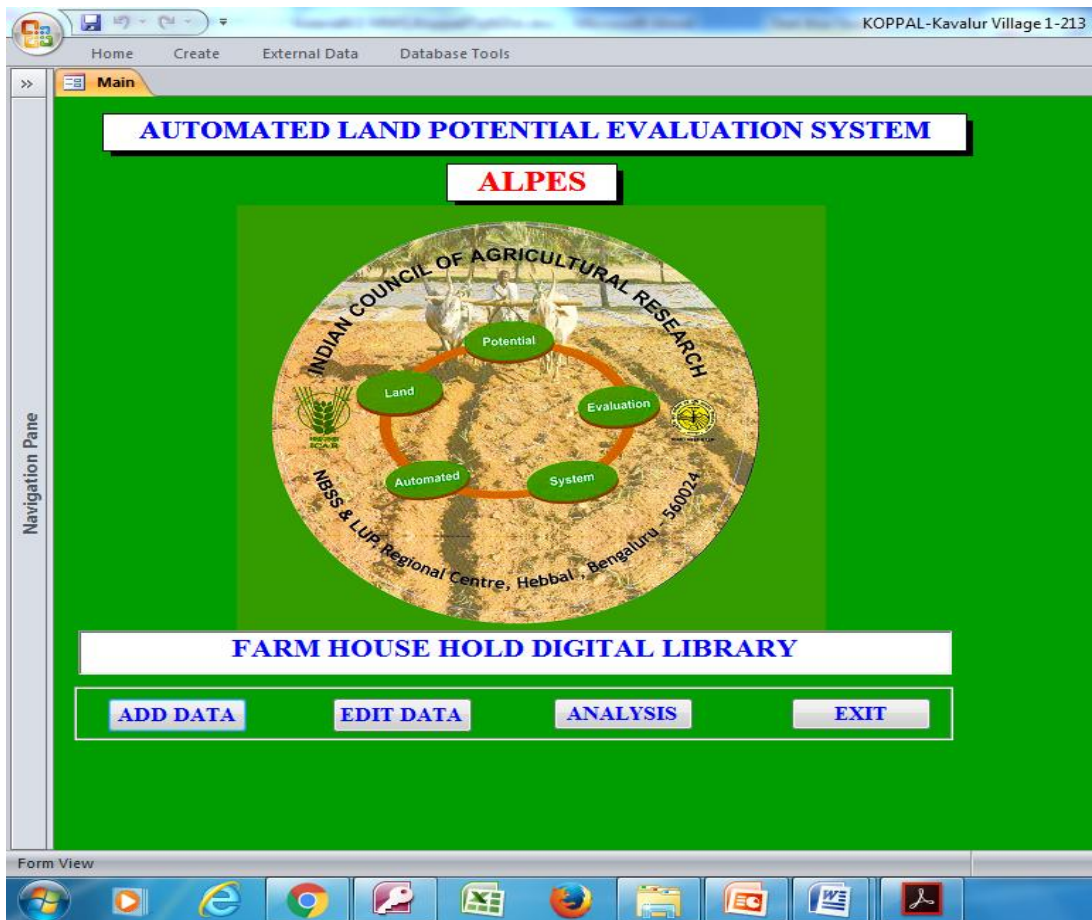 KOPPAL-Kavalur Village 1-213
Home Create External Data Database Tools
Main
AUTOMATED LAND POTENTIAL EVALUATION SYSTEM
ALPES
INDIAN COUNCIL OF AGRICULTURAL RESEARCH
Potential
Land
Evaluation
ICAR
Automated
System
NBSS & LUP, Regional Centre, Hebbal , Bengaluru - 560024
Navigation Pane
FARM HOUSE HOLD DIGITAL LIBRARY
ADD DATA EDIT DATA ANALYSIS EXIT
Form View